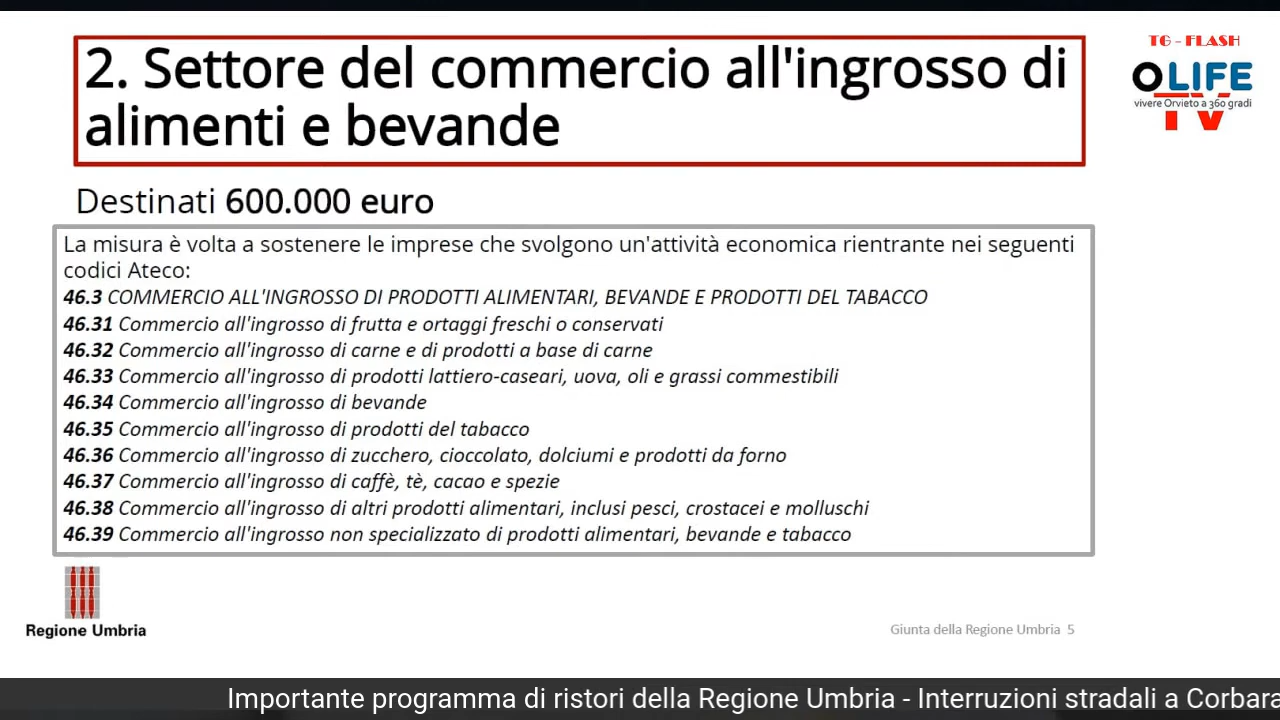 2. Settore del commercio all'ingrosso di
alimenti e bevande
TG - FLASH
OLIFE
vivere Orvieto a 360 gradi
TV
Destinati 600.000 euro
La misura è volta a sostenere le imprese che svolgono un'attività economica rientrante nei seguenti
codici Ateco:
46.3 COMMERCIO ALL'INGROSSO DI PRODOTTI ALIMENTARI, BEVANDE E PRODOTTI DEL TABACCO
46.31 Commercio all'ingrosso di frutta e ortaggi freschi o conservati
46.32 Commercio all'ingrosso di carne e di prodotti a base di carne
46.33 Commercio all'ingrosso di prodotti lattiero-caseari, uova, oli e grassi commestibili
46.34 Commercio all'ingrosso di bevande
46.35 Commercio all'ingrosso di prodotti del tabacco
46.36 Commercio all'ingrosso di zucchero, cioccolato, dolciumi e prodotti da forno
46.37 Commercio all'ingrosso di caffè, tè, cacao e spezie
46.38 Commercio all'ingrosso di altri prodotti alimentari, inclusi pesci, crostacei e molluschi
46.39 Commercio all'ingrosso non specializzato di prodotti alimentari, bevande e tabacco
Regione Umbria
Giunta della Regione Umbria 5
Importante programma di ristori della Regione Umbria - Interruzioni stradali a Corbara